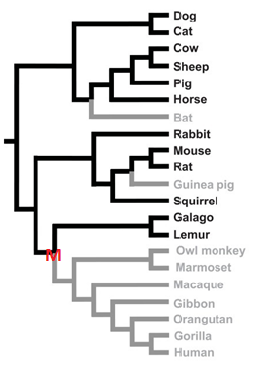 Dog
Cat
Cow
Sheep
Pig
Horse
Bat
Rabbit
Mouse
Rat
Guinea pig
Squirrel
Galago
Lemur
M
Owl monkey
Marmoset
Macaque
Gibbon
Orangutan
Gorilla
Human